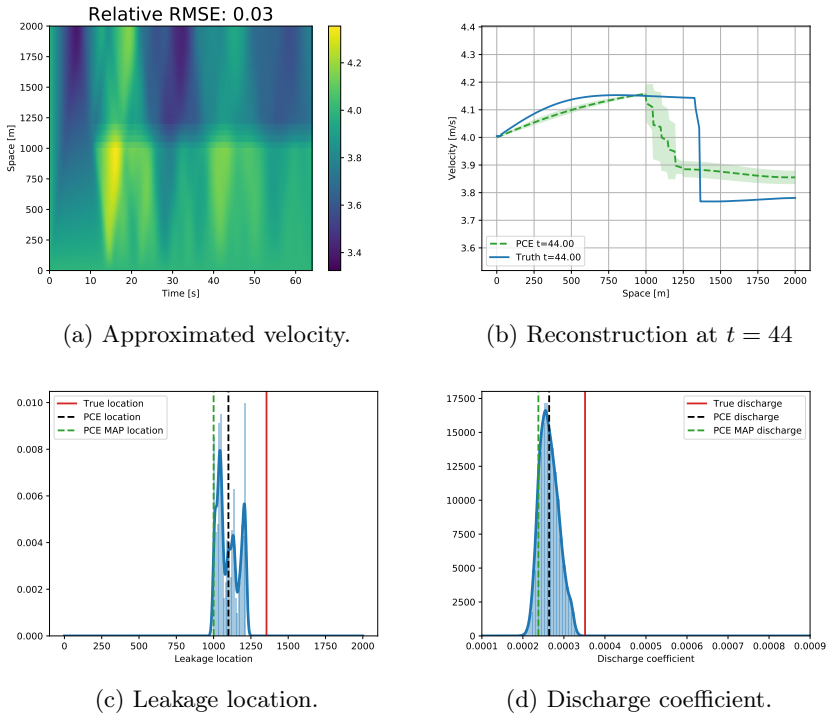 Relative RMSE: 0.03
2000
1750
1500
1250
1000
750
500
250
0
Space [m]
0 10 20 30 40 50 60
Time [s]
4.2
4.0
3.8
3.6
3.4
(a) Approximated velocity.
4.4
4.3
4.2
4.1
4.0
3.9
3.8
3.7
3.6
Velocity [m/s]
PCE t=44.00
Truth t=44.00
0 250 500 750 1000 1250 1500 1750 2000
Space [m]
(b) Reconstruction at t = 44
0.010
0.008
0.006
0.004
0.002
0.000
True location
PCE location
PCE MAP location
0 250 500 750 1000 1250 1500 1750 2000
Leakage location
(c) Leakage location.
17500
15000
12500
10000
7500
5000
2500
0
True discharge
PCE discharge
PCE MAP discharge
0.0001 0.0002 0.0003 0.0004 0.0005 0.0006 0.0007 0.0008 0.0009
Discharge coefficient
(d) Discharge coefficient.